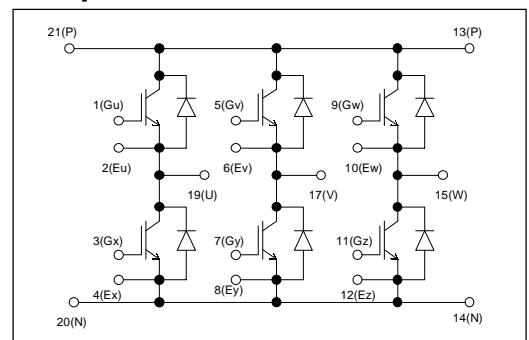 21(P) 13(P)
1(Gu) 5(Gv) 9(Gw)
2(Eu) 6(Ev) 10(Ew)
19(U) 17(V) 15(W)
3(Gx) 7(Gy) 11(Gz)
4(Ex) 8(Ey) 12(Ez)
20(N) 14(N)